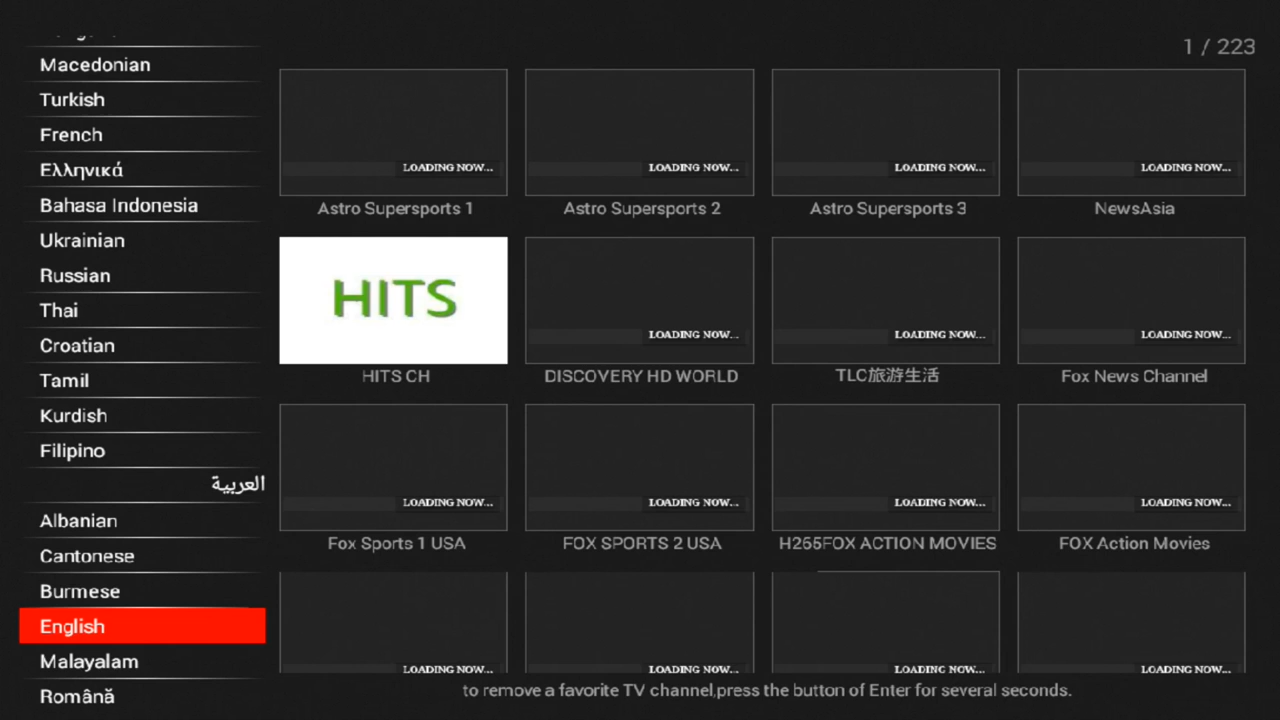 Macedonian
Turkish
French
Ελληνικά
Bahasa Indonesia
Ukrainian
Russian
Thai
Croatian
Tamil
Kurdish
Filipino
العربية
Albanian
Cantonese
Burmese
English
Malayalam
Română
1 / 223
LOADING NOW... LOADING NOW... LOADING NOW... LOADING NOW...
Astro Supersports 1 Astro Supersports 2 Astro Supersports 3 NewsAsia
HITS LOADING NOW... LOADING NOW... LOADING NOW...
HITS CH DISCOVERY HD WORLD TLC旅游生活 Fox News Channel
LOADING NOW... LOADING NOW... LOADING NOW... LOADING NOW...
Fox Sports 1 USA FOX SPORTS 2 USA H265FOX ACTION MOVIES FOX Action Movies
LOADING NOW... LOADING NOW... LOADING NOW... LOADING NOW...
to remove a favorite TV channel,press the button of Enter for several seconds.